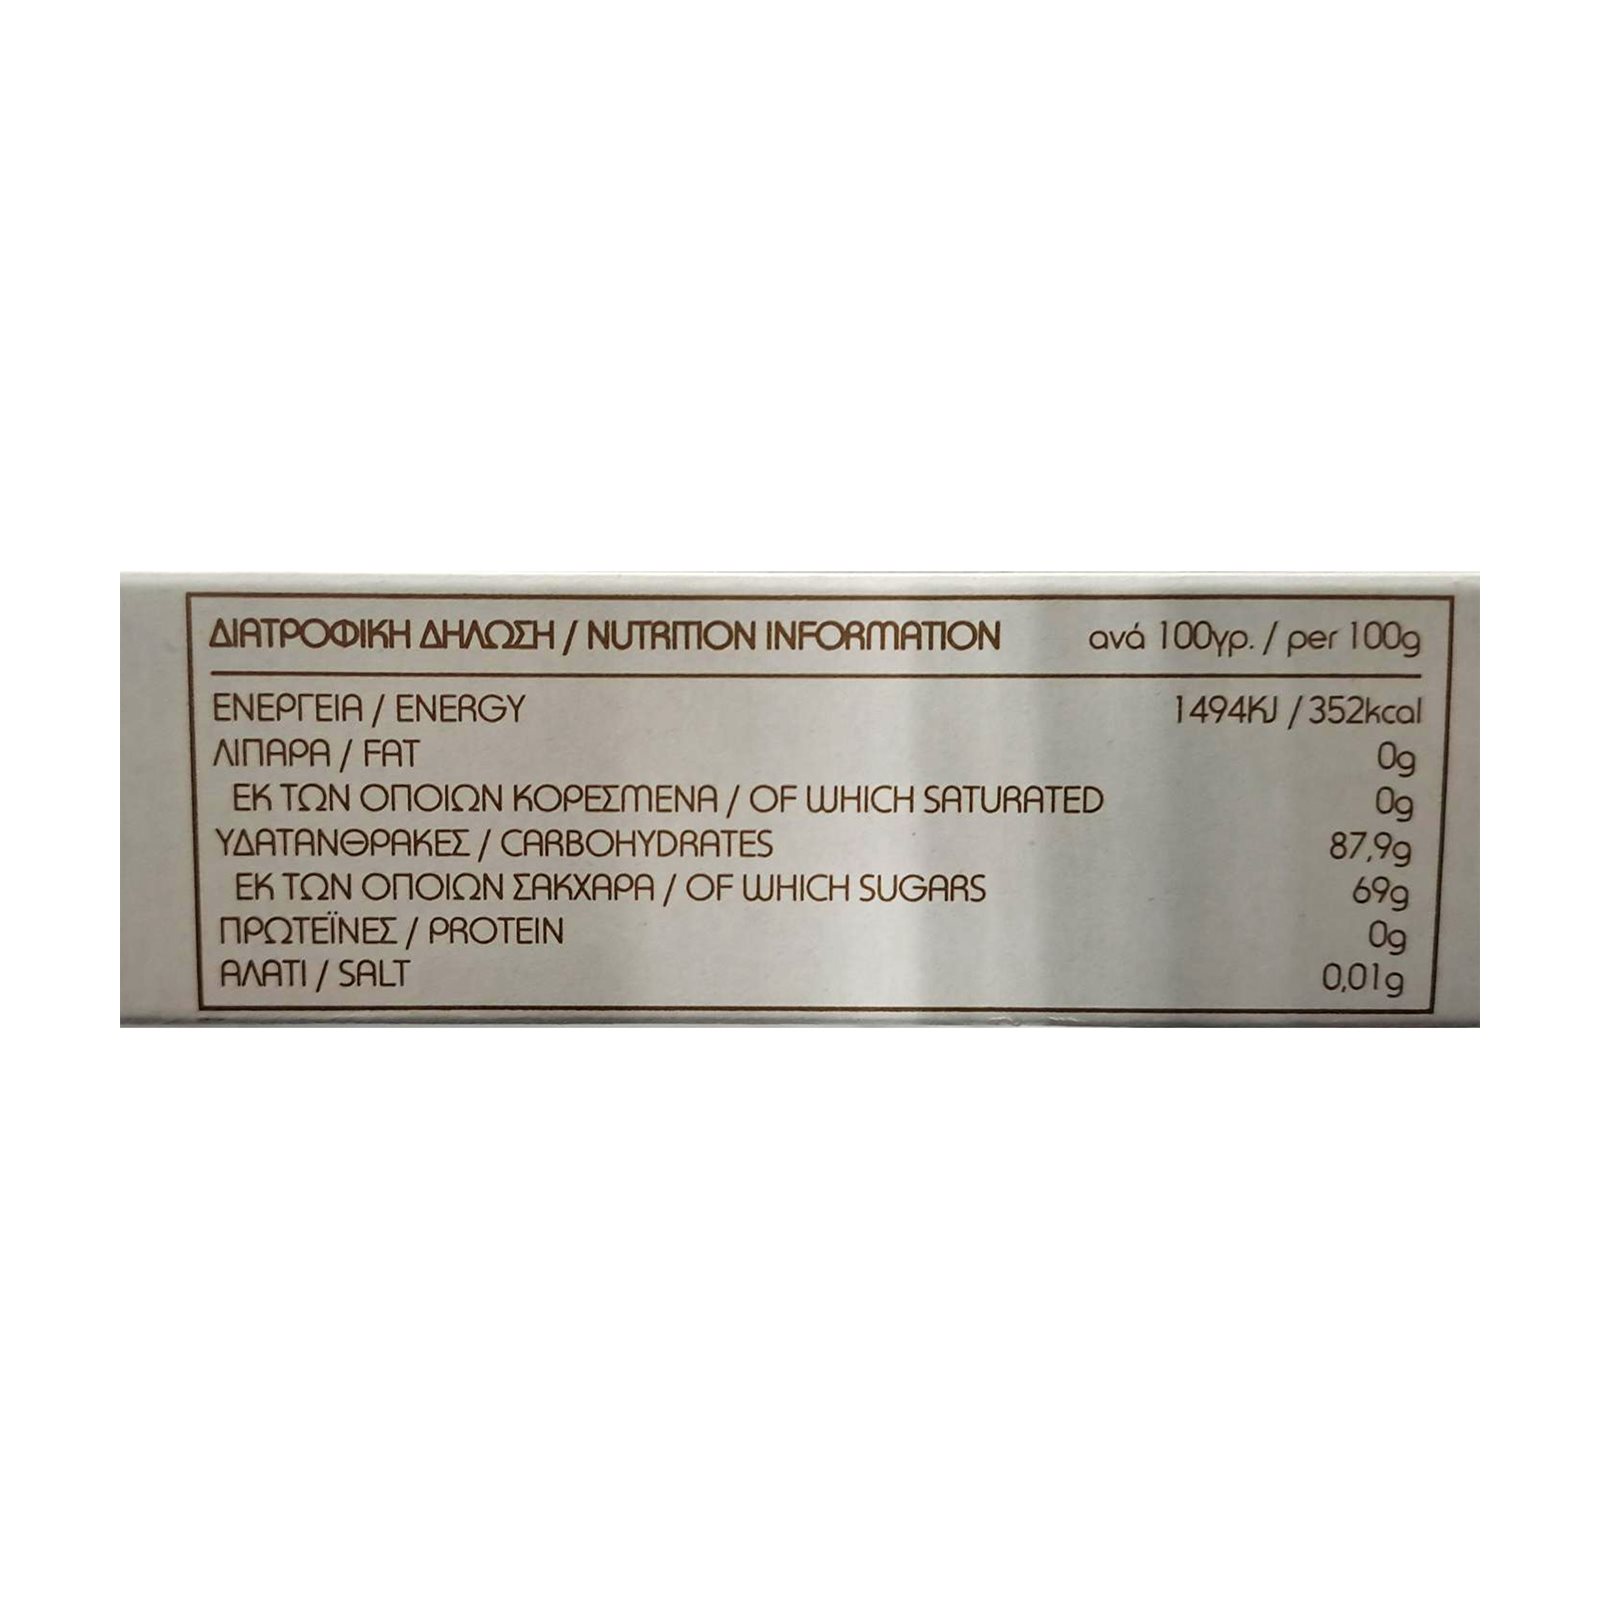 ΔΙΑΤΡΟΦΙΚΗ ΔΗΛΩΣΗ / NUTRITION INFORMATION ανά 100γρ. / per 100g
ΕΝΕΡΓΕΙΑ / ENERGY 1494KJ / 352kcal
ΛΙΠΑΡΑ / FAT 0g
ΕΚ ΤΩΝ ΟΠΟΙΩΝ ΚΟΡΕΣΜΕΝΑ / OF WHICH SATURATED 0g
ΥΔΑΤΑΝΘΡΑΚΕΣ / CARBOHYDRATES 87,9g
ΕΚ ΤΩΝ ΟΠΟΙΩΝ ΣΑΚΧΑΡΑ / OF WHICH SUGARS 69g
ΠΡΩΤΕΪΝΕΣ / PROTEIN 0g
ΑΛΑΤΙ / SALT 0,01g